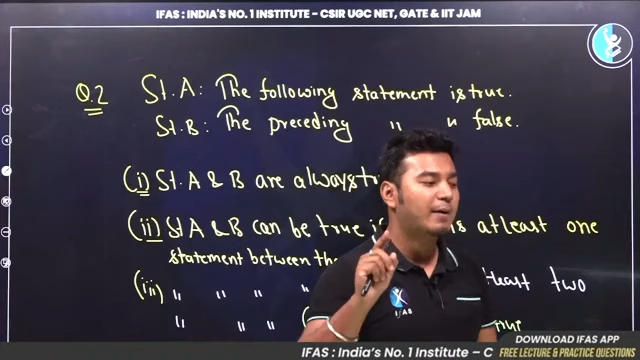 IFAS : INDIA'S NO. 1 INSTITUTE – CSIR UGC NET, GATE & IIT JAM
Q.2 St.A: The following statement is true.
St.B: The preceding " " false.
(i) St.A & B are always
(ii) St A & B can be true atleast one
statement between
(iii) " " " " atleast two
" " "
IFAS
DOWNLOAD IFAS APP
IFAS : India's No. 1 Institute – C FREE LECTURE & PRACTICE QUESTIONS